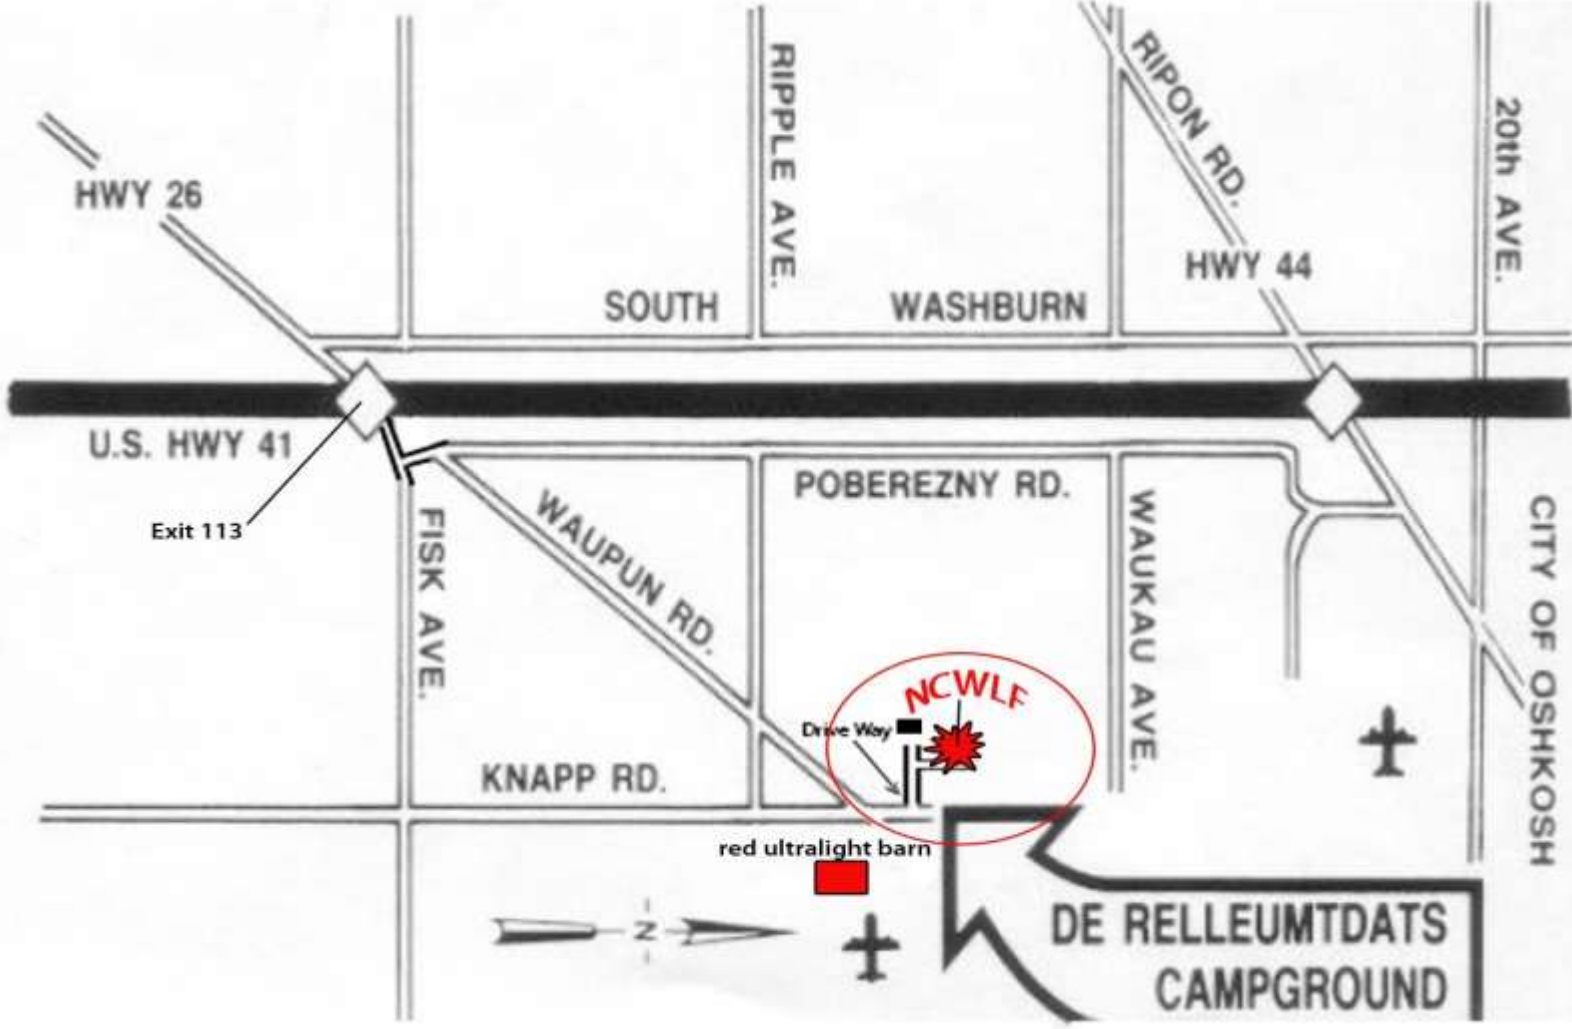 RIPPLE AVE.
RIPON RD.
20th AVE.
HWY 26
HWY 44
SOUTH WASHBURN
U.S. HWY 41
Exit 113
FISK AVE.
WAUPUN RD.
POBEREZNY RD.
WAUKAU AVE.
CITY OF OSHKOSH
NCWLF
Drive Way
KNAPP RD.
red ultralight barn
N
DE RELLEUMTDATS
CAMPGROUND